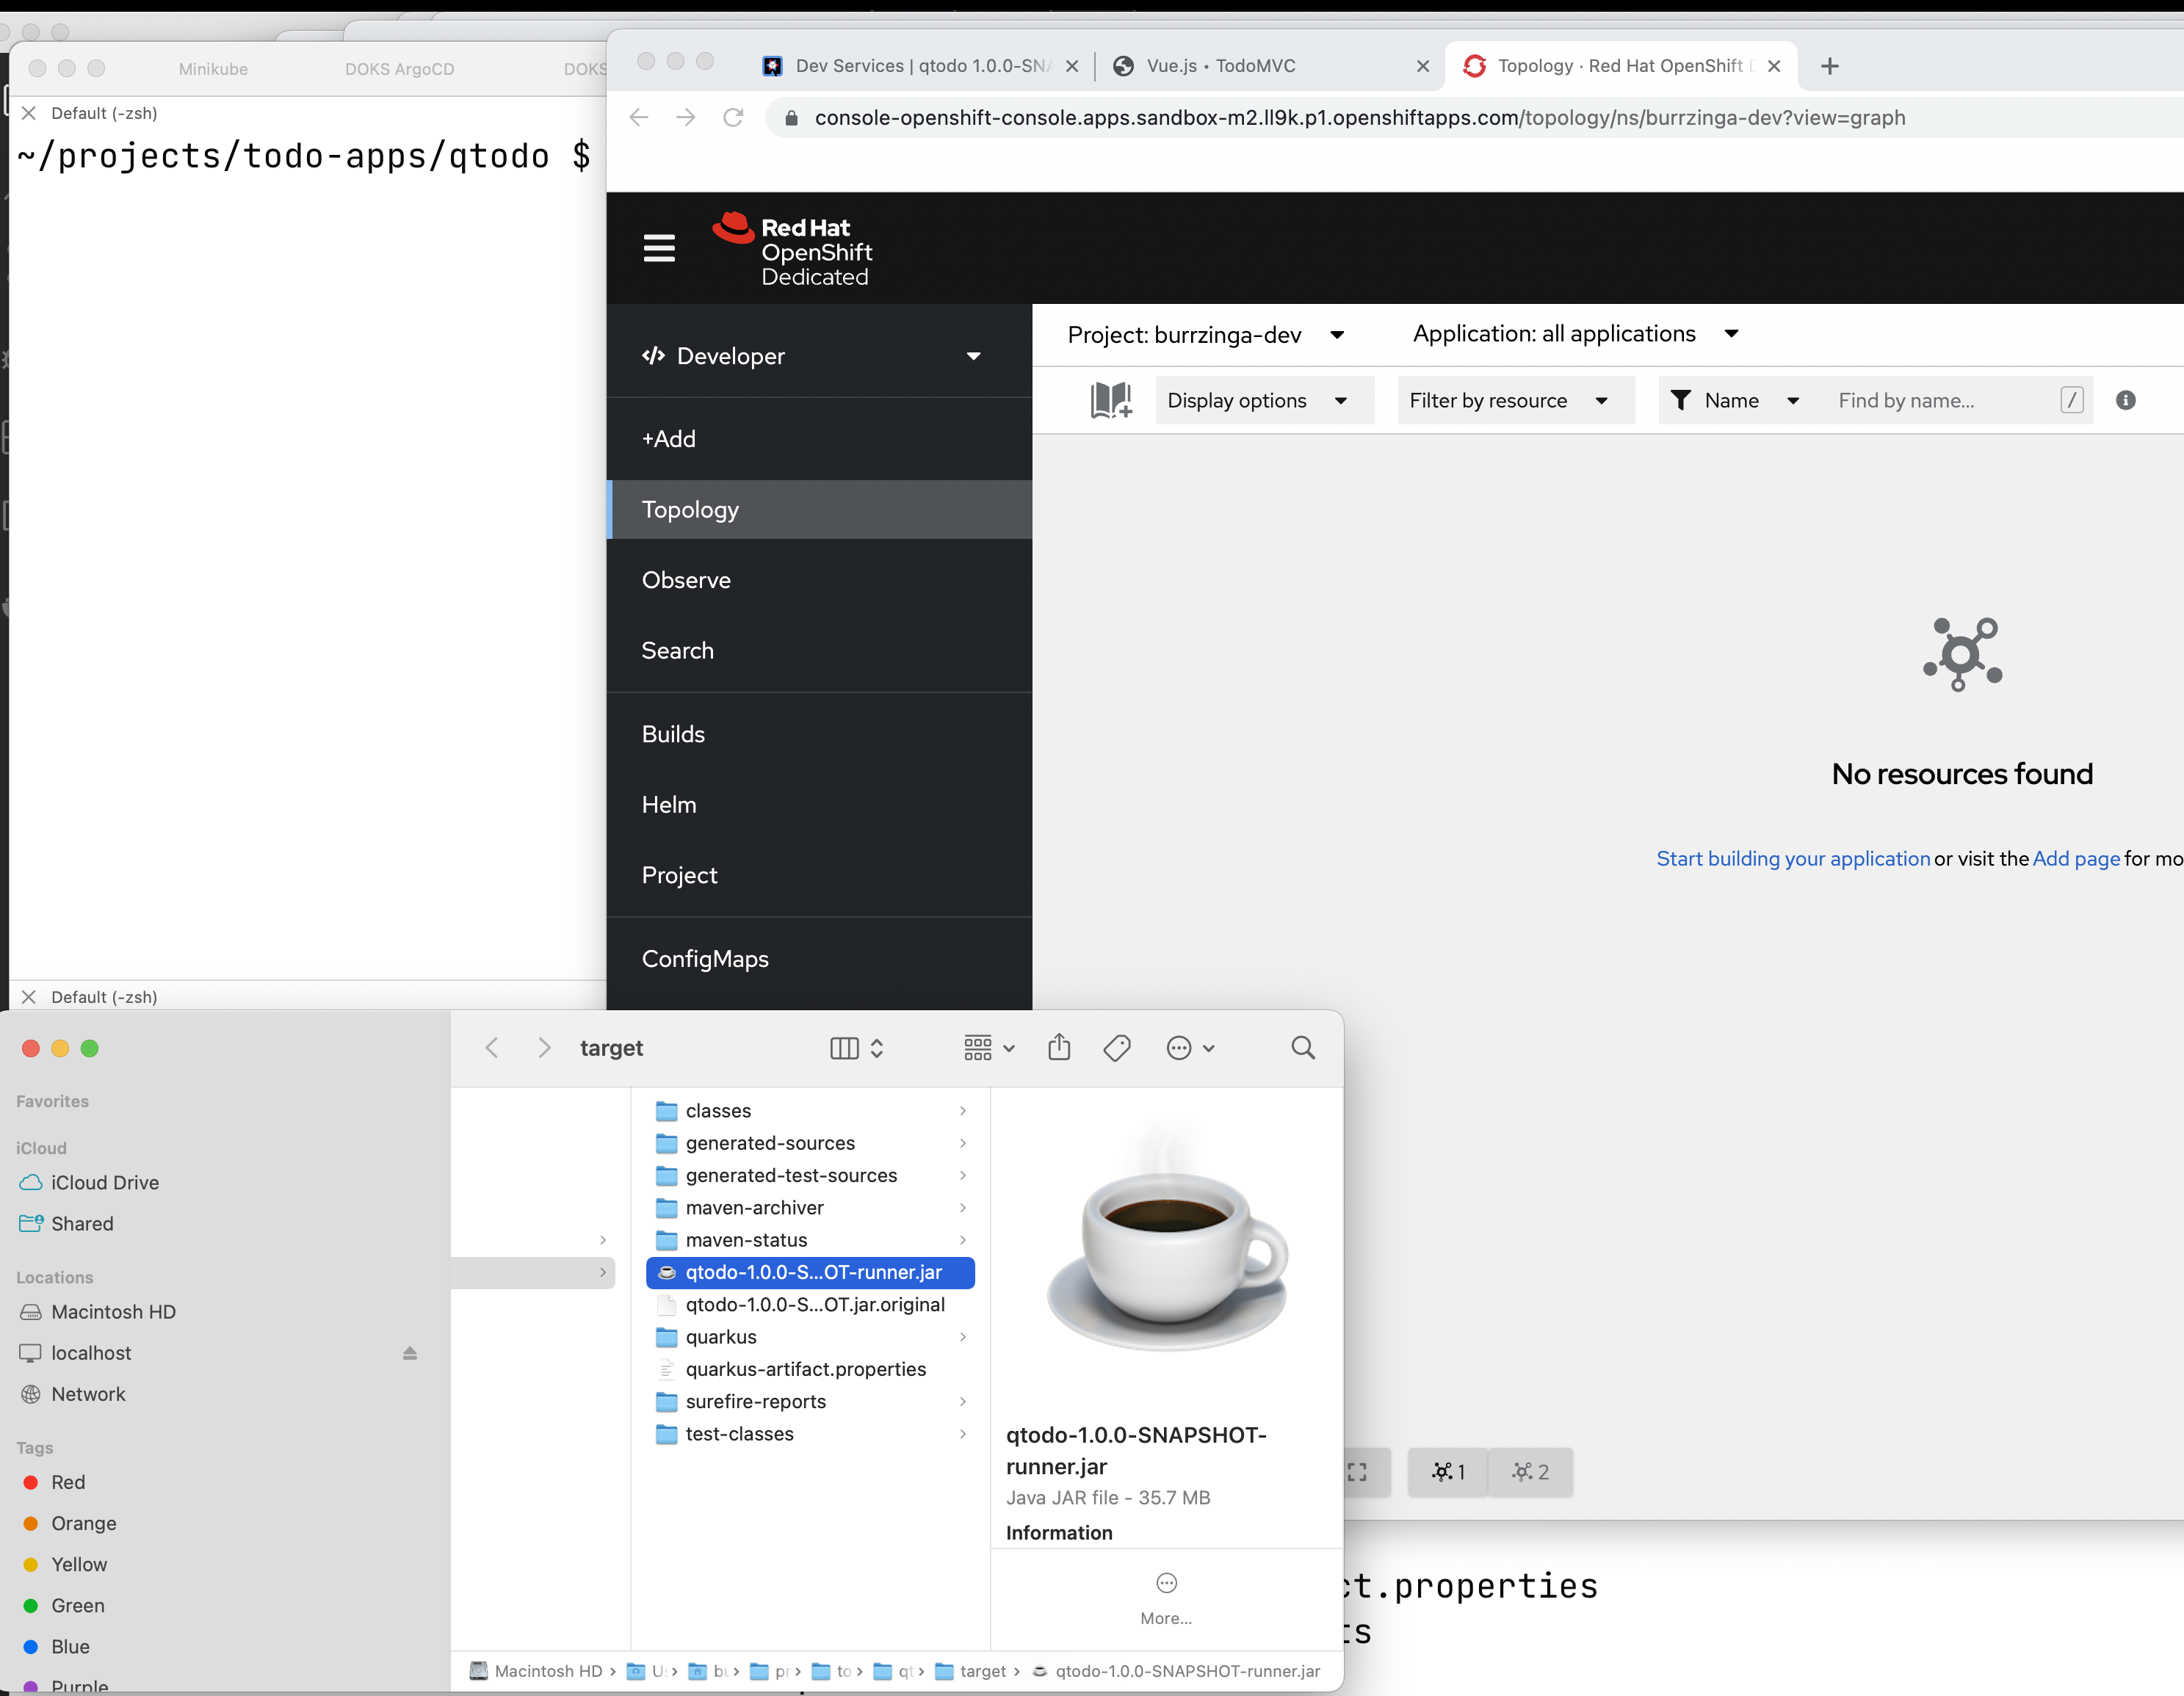 Minikube
DOKS ArgoCD
DOKS
Default (-zsh)
~/projects/todo-apps/qtodo $
Default (-zsh)
Dev Services | qtodo 1.0.0-SNA
Vue.js • TodoMVC
Topology · Red Hat OpenShift D
console-openshift-console.apps.sandbox-m2.ll9k.p1.openshiftapps.com/topology/ns/burrzinga-dev?view=graph
Red Hat
OpenShift
Dedicated
Developer
+Add
Topology
Observe
Search
Builds
Helm
Project
ConfigMaps
Project: burrzinga-dev
Application: all applications
Display options
Filter by resource
Name
Find by name...
/
No resources found
Start building your application or visit the Add page for mo
1
2
target
Favorites
iCloud
iCloud Drive
Shared
Locations
Macintosh HD
localhost
Network
Tags
Red
Orange
Yellow
Green
Blue
Purple
classes
generated-sources
generated-test-sources
maven-archiver
maven-status
qtodo-1.0.0-S...OT-runner.jar
qtodo-1.0.0-S...OT.jar.original
quarkus
quarkus-artifact.properties
surefire-reports
test-classes
qtodo-1.0.0-SNAPSHOT-
runner.jar
Java JAR file - 35.7 MB
Information
More...
Macintosh HD › Us › bu › pr › to › qt › target › qtodo-1.0.0-SNAPSHOT-runner.jar
ct.properties
ts